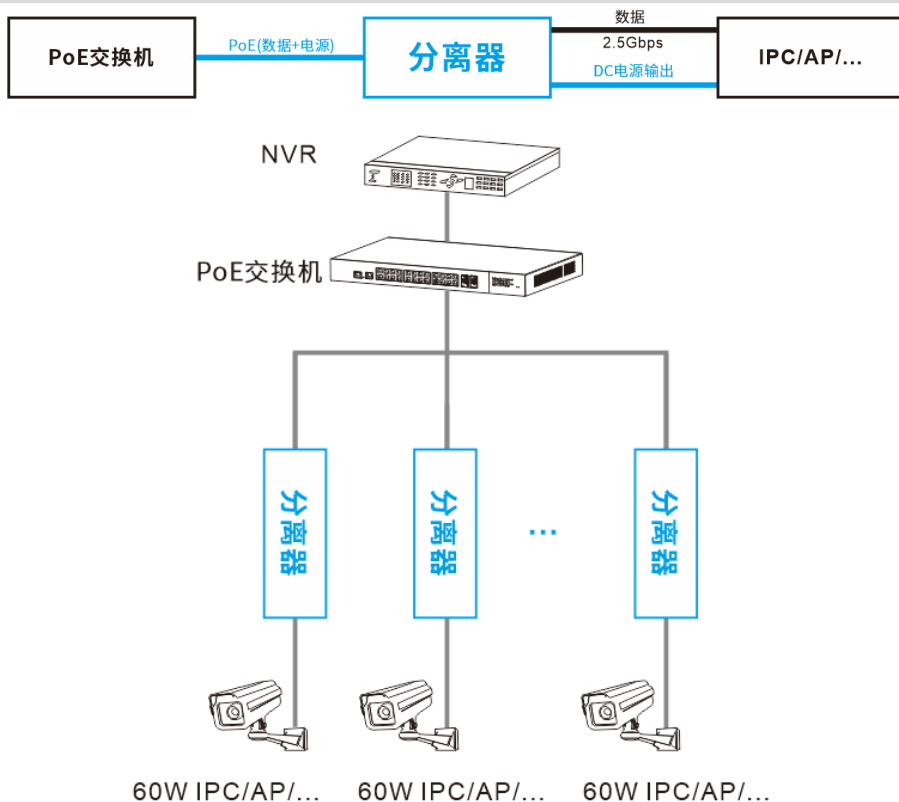 PoE交换机
PoE(数据+电源)
分离器
数据
2.5Gbps
DC电源输出
IPC/AP/...
NVR
PoE交换机
分离器
分离器
...
分离器
60W IPC/AP/...
60W IPC/AP/...
60W IPC/AP/...